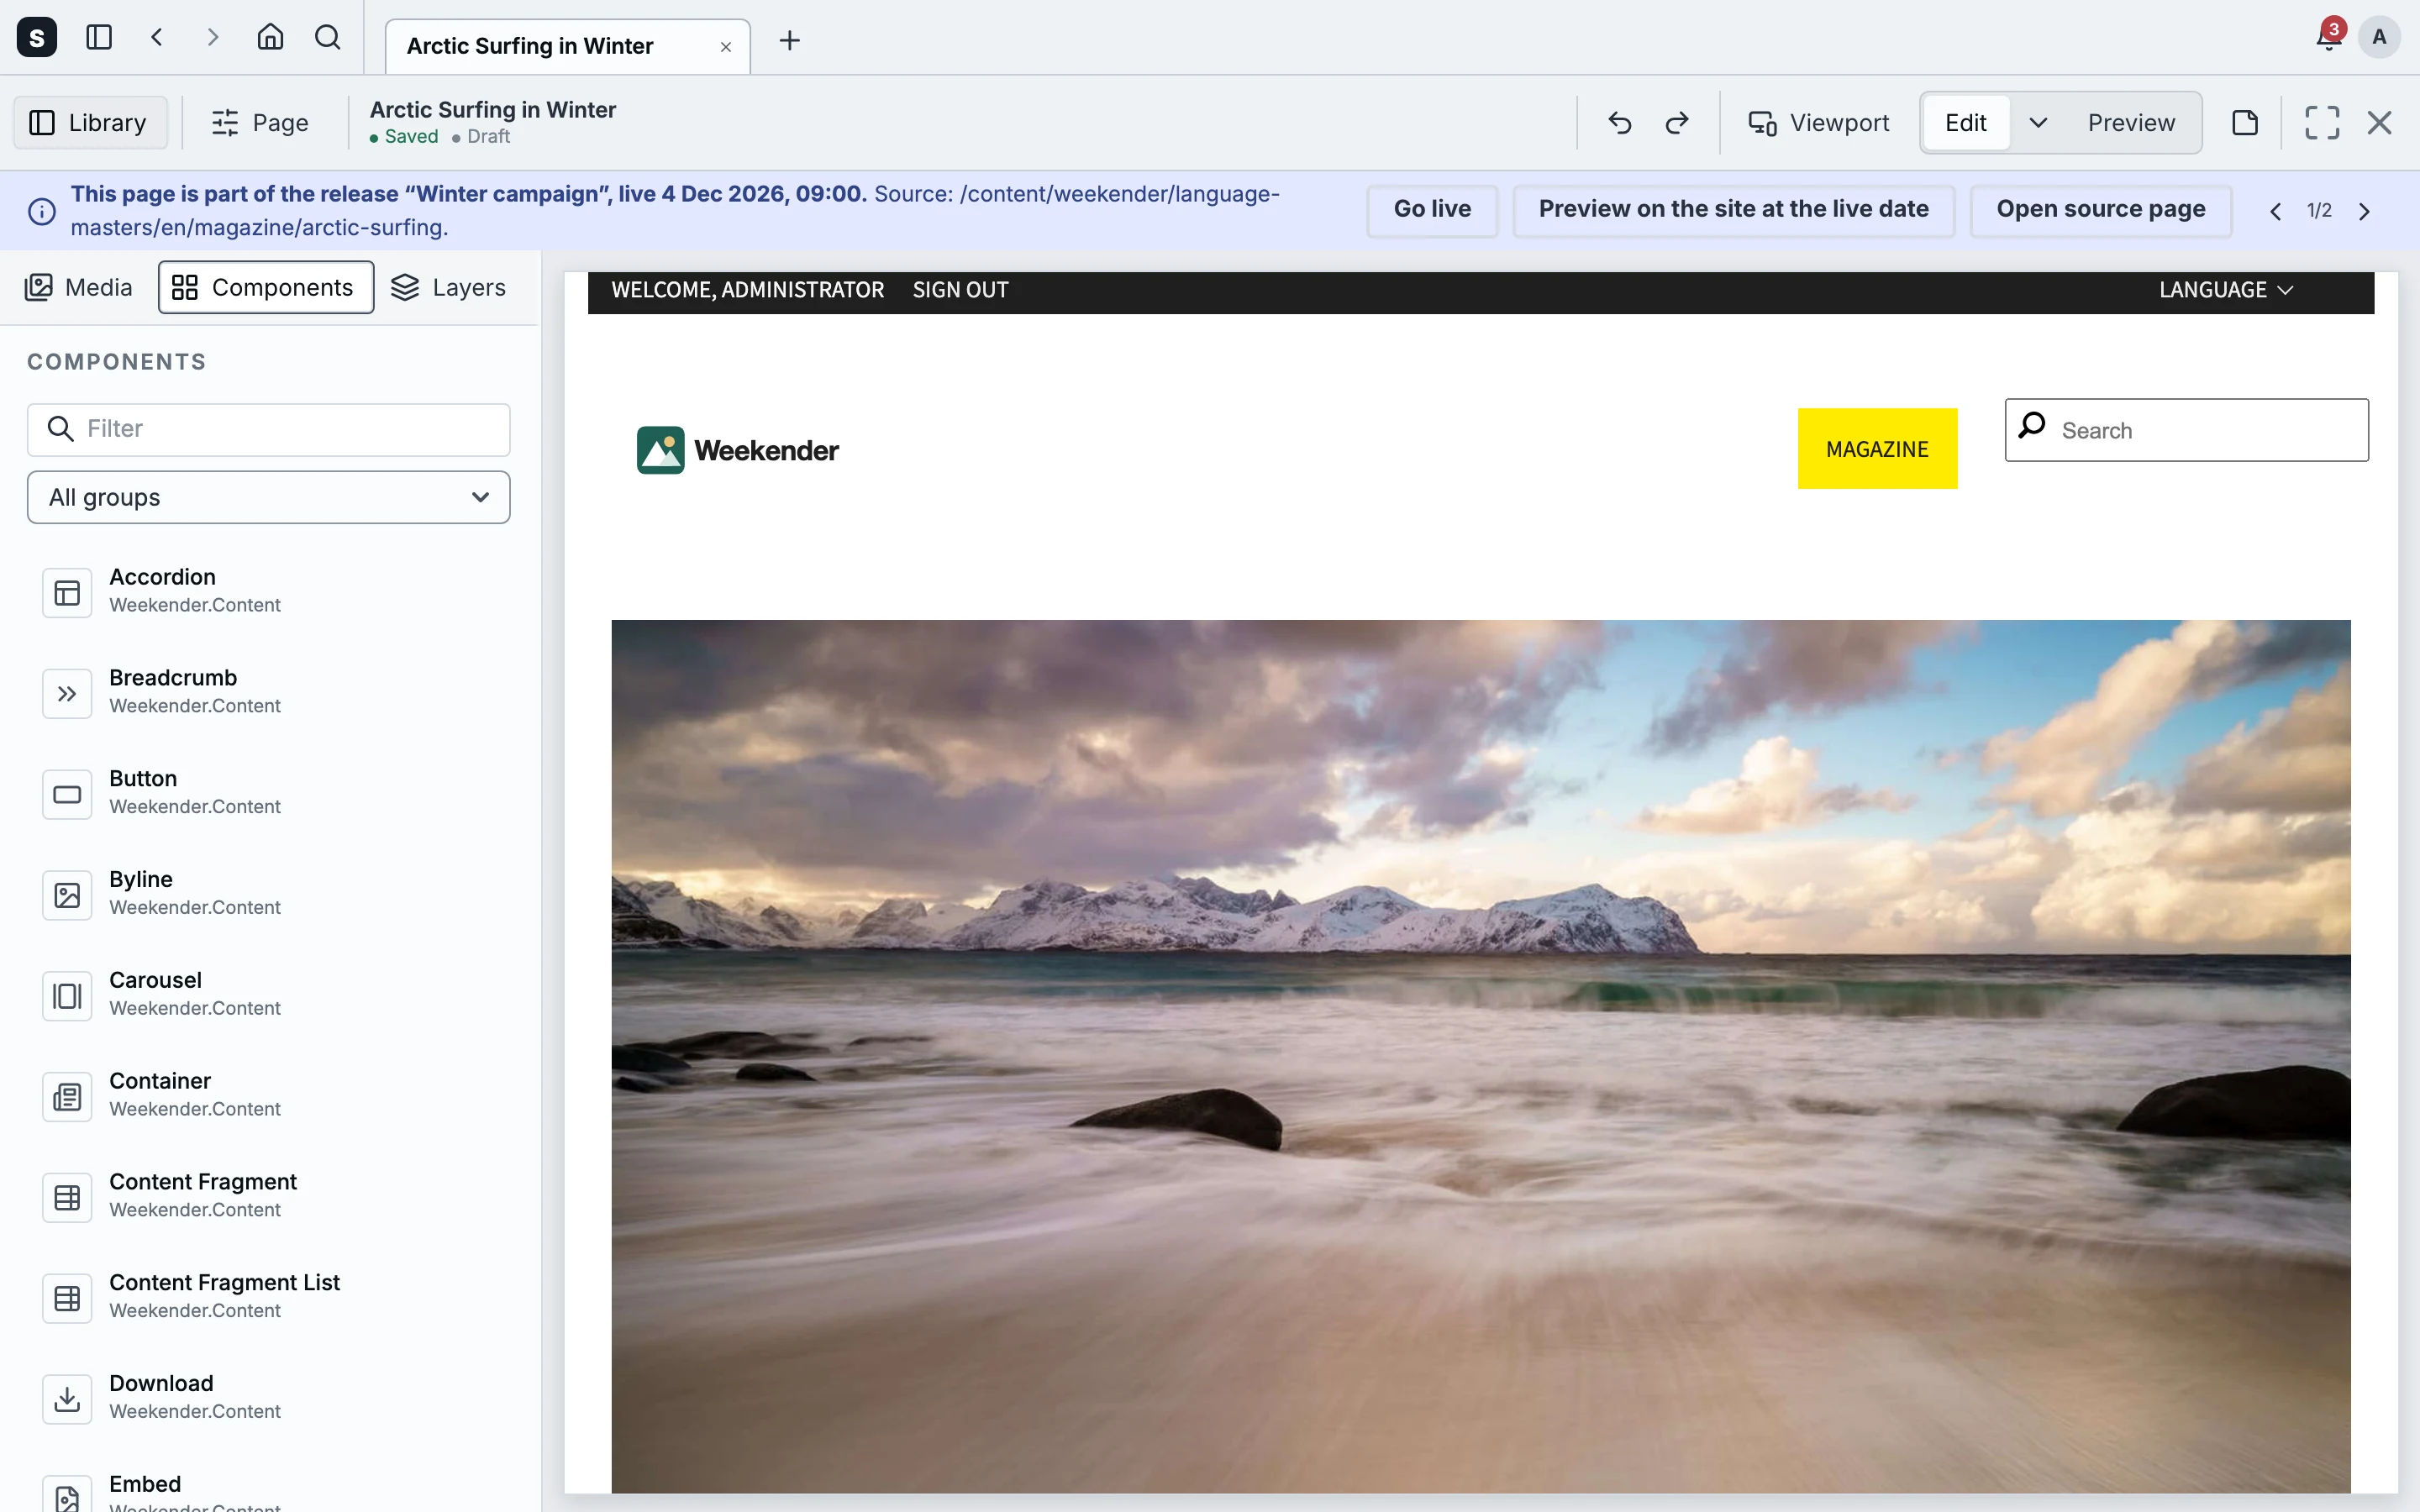 S
Arctic Surfing in Winter
3
A
Library
Page
Arctic Surfing in Winter
Saved
Draft
Viewport
Edit
Preview
This page is part of the release “Winter campaign”, live 4 Dec 2026, 09:00. Source: /content/weekender/language-
masters/en/magazine/arctic-surfing.
Go live
Preview on the site at the live date
Open source page
1/2
Media
Components
Layers
COMPONENTS
Filter
All groups
Accordion
Weekender.Content
Breadcrumb
Weekender.Content
Button
Weekender.Content
Byline
Weekender.Content
Carousel
Weekender.Content
Container
Weekender.Content
Content Fragment
Weekender.Content
Content Fragment List
Weekender.Content
Download
Weekender.Content
Embed
Weekender.Content
WELCOME, ADMINISTRATOR
SIGN OUT
LANGUAGE
Weekender
MAGAZINE
Search